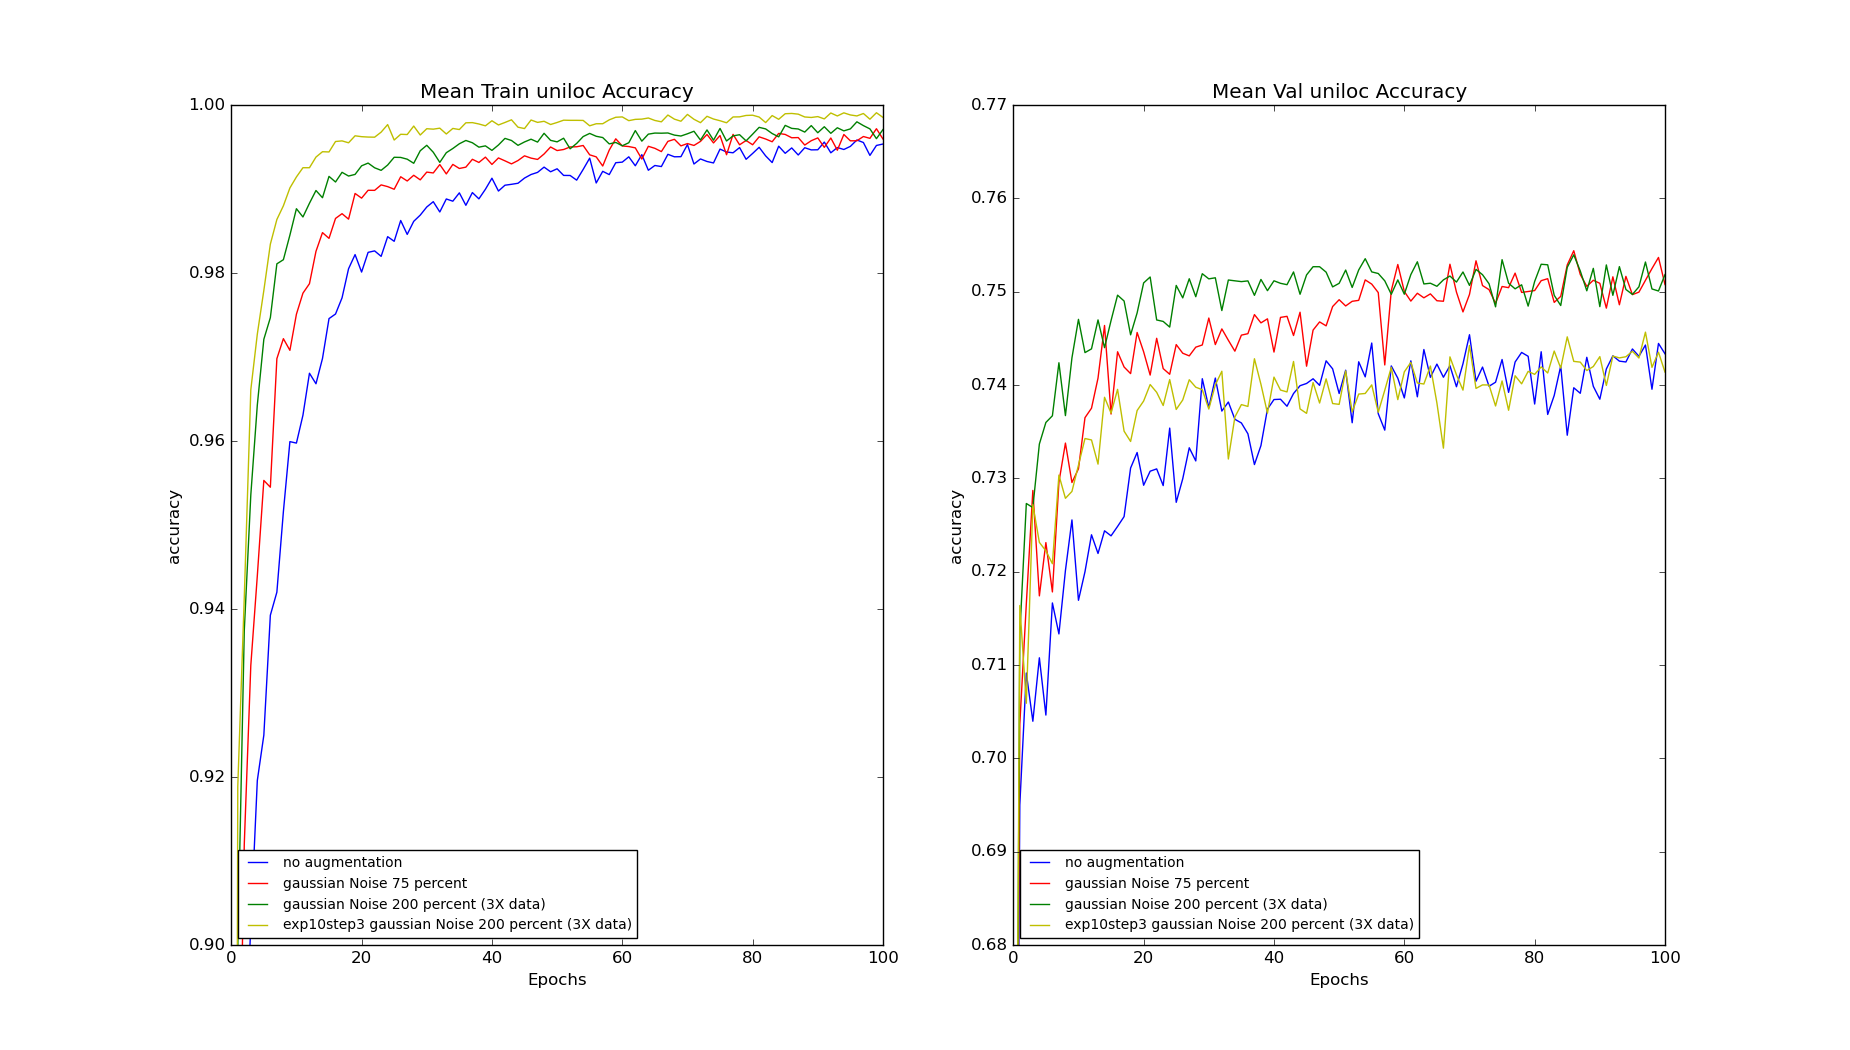 Mean Train uniloc Accuracy
1.00
0.98
0.96
0.94
0.92
0.90
accuracy
0
20
40
60
80
100
Epochs
no augmentation
gaussian Noise 75 percent
gaussian Noise 200 percent (3X data)
exp10step3 gaussian Noise 200 percent (3X data)
Mean Val uniloc Accuracy
0.77
0.76
0.75
0.74
0.73
0.72
0.71
0.70
0.69
0.68
accuracy
0
20
40
60
80
100
Epochs
no augmentation
gaussian Noise 75 percent
gaussian Noise 200 percent (3X data)
exp10step3 gaussian Noise 200 percent (3X data)